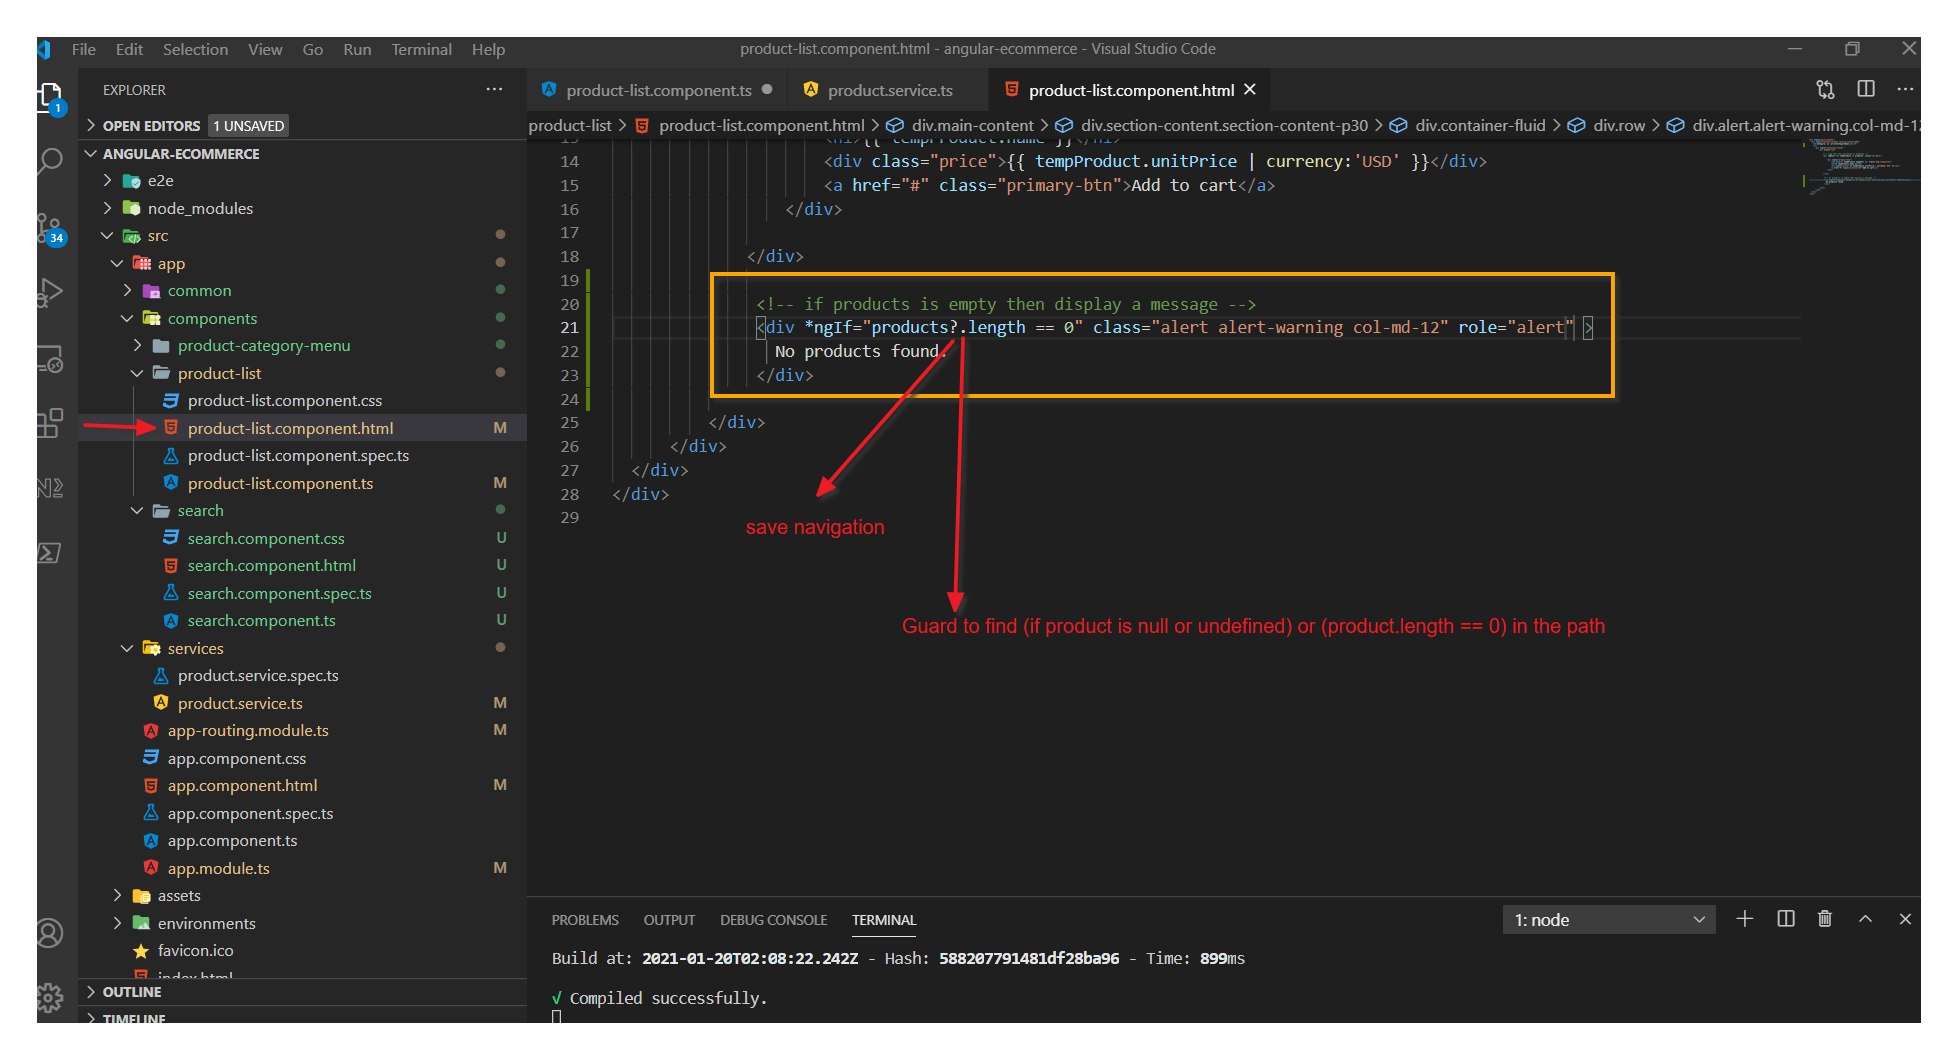 File Edit Selection View Go Run Terminal Help
product-list.component.html - angular-ecommerce - Visual Studio Code
1
34
EXPLORER
OPEN EDITORS 1 UNSAVED
ANGULAR-ECOMMERCE
e2e
node_modules
src
app
common
components
product-category-menu
product-list
product-list.component.css
product-list.component.html M
product-list.component.spec.ts
product-list.component.ts M
search
search.component.css U
search.component.html U
search.component.spec.ts U
search.component.ts U
services
product.service.spec.ts
product.service.ts M
app-routing.module.ts M
app.component.css
app.component.html M
app.component.spec.ts
app.component.ts
app.module.ts M
assets
environments
favicon.ico
index.html
OUTLINE
TIMELINE
product-list.component.ts product.service.ts product-list.component.html
product-list > product-list.component.html > div.main-content > div.section-content.section-content-p30 > div.container-fluid > div.row > div.alert.alert-warning.col-md-12
13 <h1>{{ tempProduct.name }}</h1>
14 <div class="price">{{ tempProduct.unitPrice | currency:'USD' }}</div>
15 <a href="#" class="primary-btn">Add to cart</a>
16 </div>
17
18 </div>
19
20 <!-- if products is empty then display a message -->
21 <div *ngIf="products?.length == 0" class="alert alert-warning col-md-12" role="alert" >
22 No products found.
23 </div>
24
25 </div>
26 </div>
27 </div>
28 </div>
29
save navigation
Guard to find (if product is null or undefined) or (product.length == 0) in the path
PROBLEMS OUTPUT DEBUG CONSOLE TERMINAL 1: node
Build at: 2021-01-20T02:08:22.242Z - Hash: 588207791481df28ba96 - Time: 899ms
√ Compiled successfully.